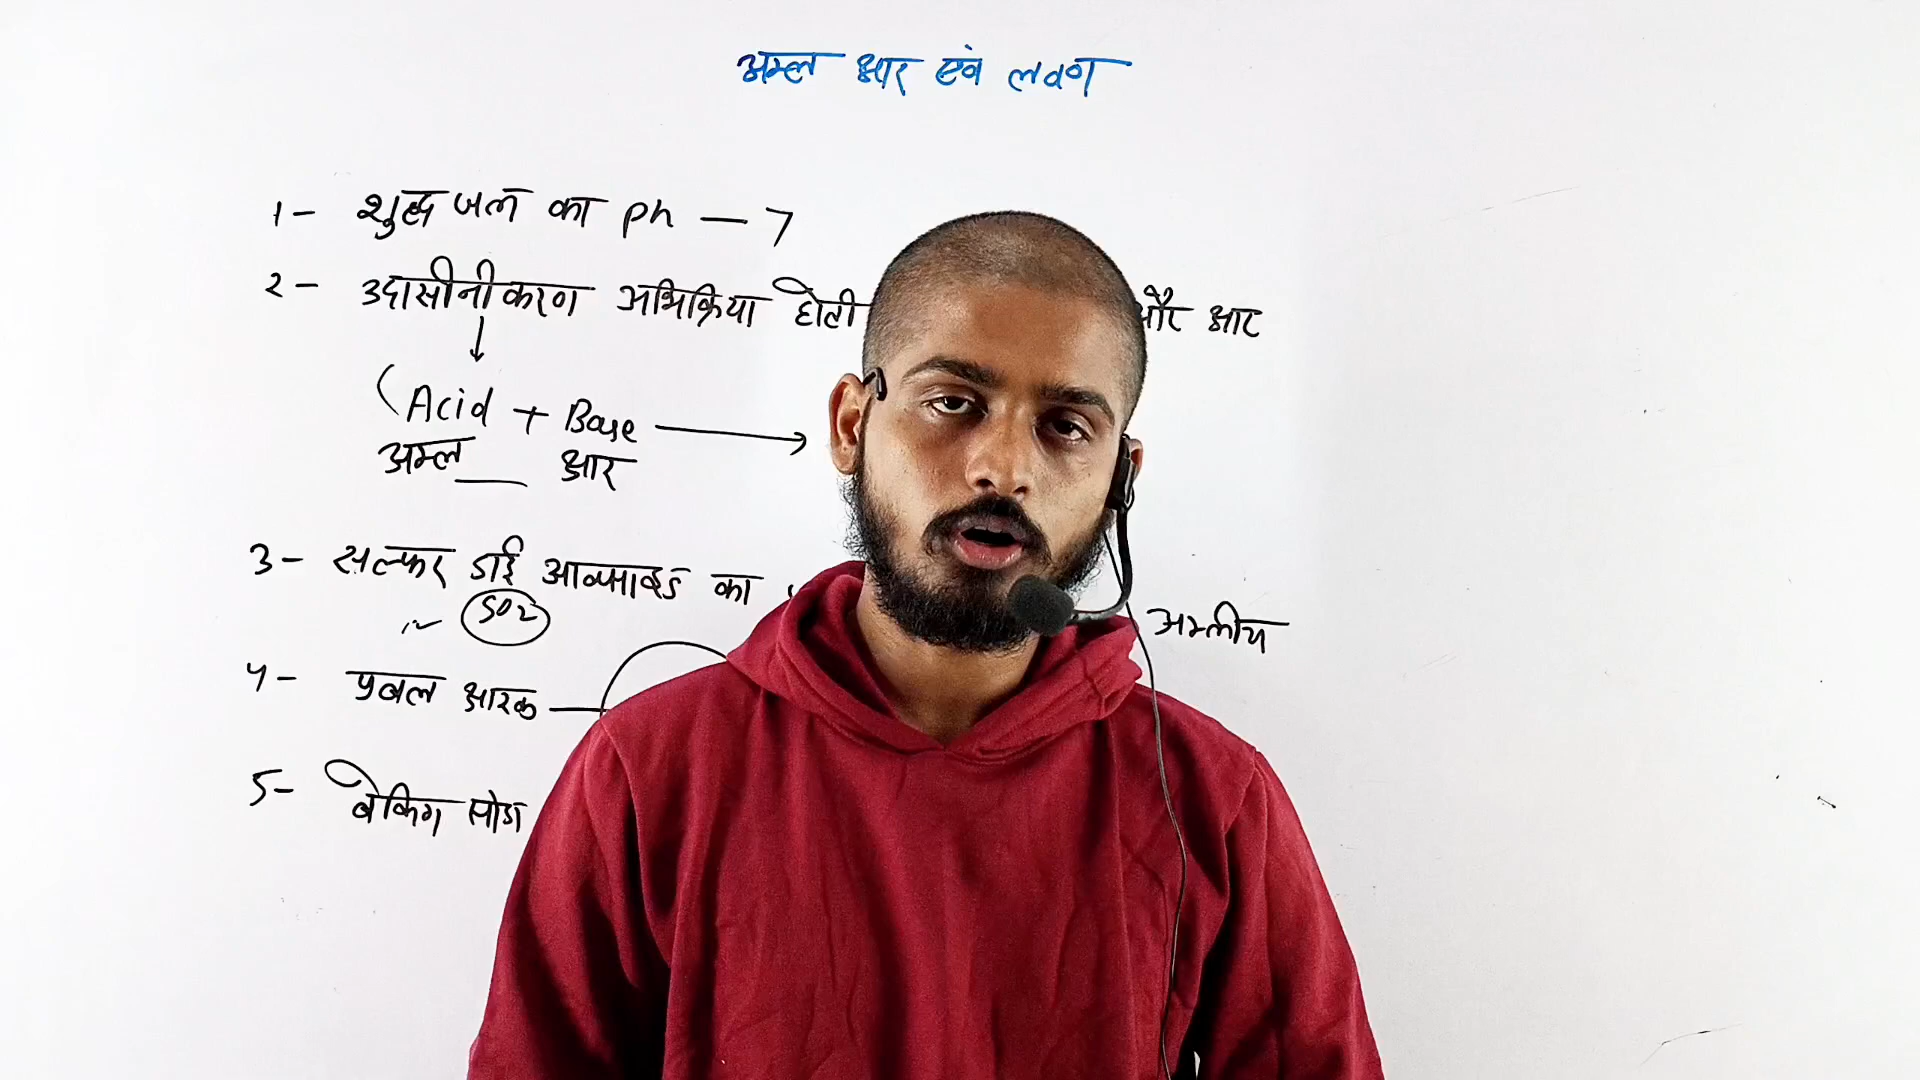 अम्ल क्षार एवं लवण
1- शुद्ध जल का ph — 7
2- उदासीनीकरण अभिक्रिया होती और क्षार
(Acid + Base →
अम्ल क्षार
3- सल्फर डाई आक्साइड का अम्लीय
SO2
4- प्रबल क्षारक —
5- बेकिंग सोडा